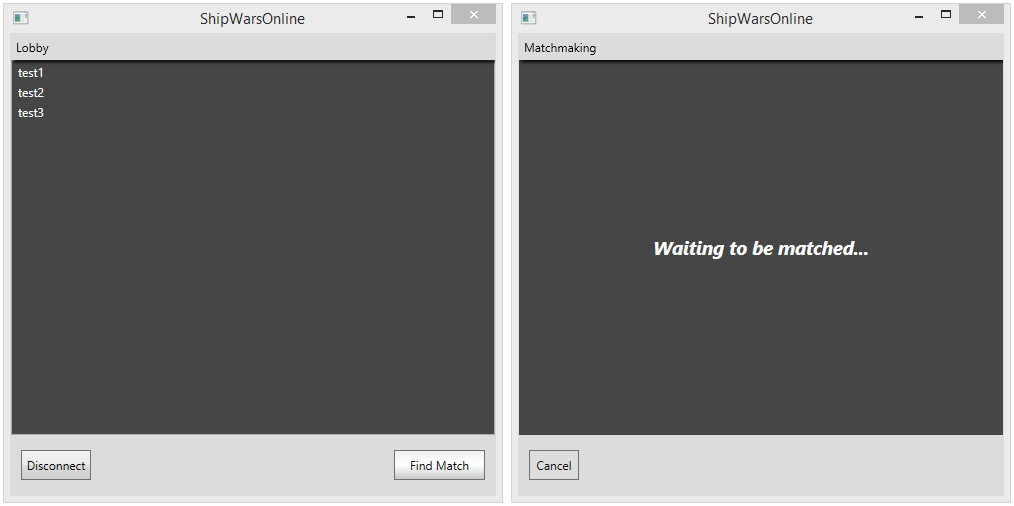 ShipWarsOnline
Lobby
test1
test2
test3
Disconnect
Find Match
ShipWarsOnline
Matchmaking
Waiting to be matched...
Cancel